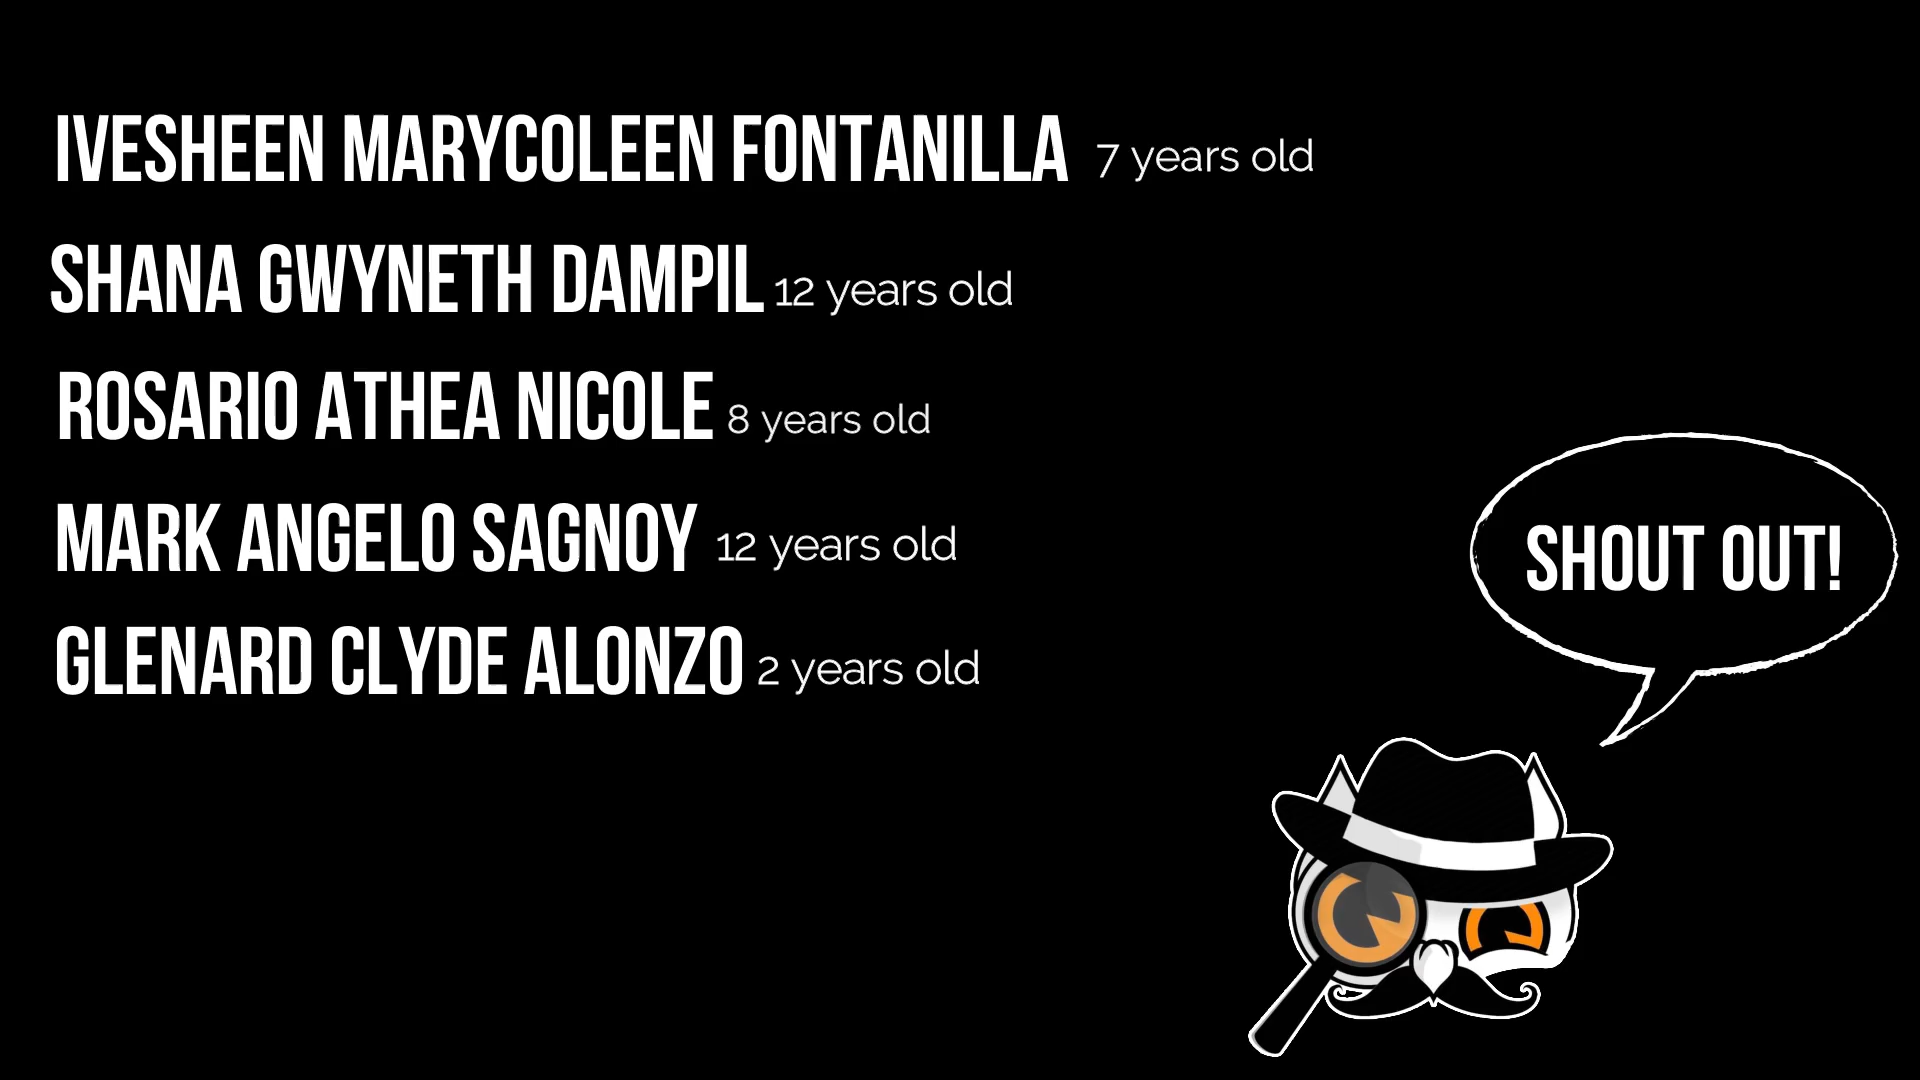 IVESHEEN MARYCOLEEN FONTANILLA 7 years old
SHANA GWYNETH DAMPIL 12 years old
ROSARIO ATHEA NICOLE 8 years old
MARK ANGELO SAGNOY 12 years old
GLENARD CLYDE ALONZO 2 years old
SHOUT OUT!